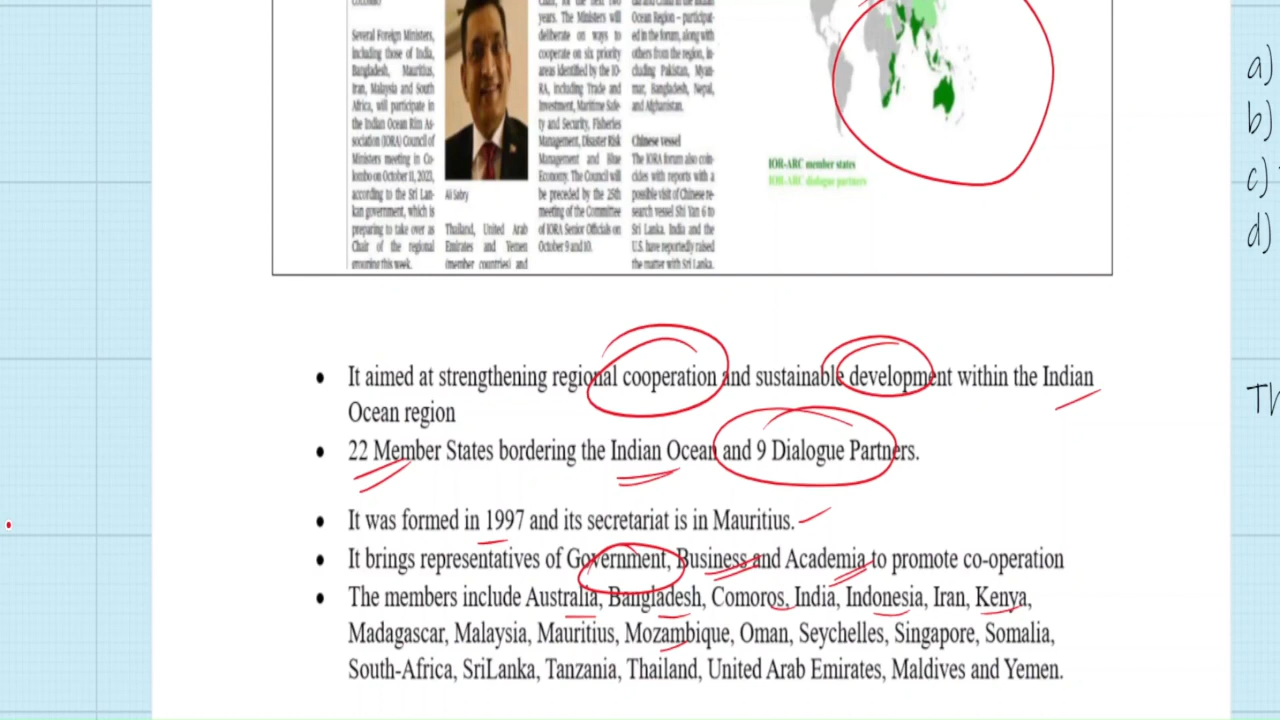 COLOMBO
Several Foreign Ministers,
including those of India,
Bangladesh, Mauritius,
Iran, Malaysia and South
Africa, will participate in
the Indian Ocean Rim As-
sociation (IORA) Council of
Ministers meeting in Co-
lombo on October 11, 2023,
according to the Sri Lan-
kan government, which is
preparing to take over as
Chair of the regional
grouping this week.
Ali Sabry
Thailand, United Arab
Emirates and Yemen
(member countries) and
years. The Ministers will
deliberate on ways to
cooperate on six priority
areas identified by the IO-
RA, including Trade and
Investment, Maritime Safe-
ty and Security, Fisheries
Management, Disaster Risk
Management and Blue
Economy. The Council will
be preceded by the 25th
meeting of the Committee
of IORA Senior Officials on
October 9 and 10.
Ocean Region – participat-
ed in the forum, along with
others from the region, in-
cluding Pakistan, Myan-
mar, Bangladesh, Nepal,
and Afghanistan.
Chinese vessel
The IORA forum also coin-
cides with reports with a
possible visit of Chinese re-
search vessel Shi Yan 6 to
Sri Lanka. India and the
U.S. have reportedly raised
the matter with Sri Lanka.
IOR-ARC member states
IOR-ARC dialogue partners
• It aimed at strengthening regional cooperation and sustainable development within the Indian
Ocean region
• 22 Member States bordering the Indian Ocean and 9 Dialogue Partners.
• It was formed in 1997 and its secretariat is in Mauritius.
• It brings representatives of Government, Business and Academia to promote co-operation
• The members include Australia, Bangladesh, Comoros, India, Indonesia, Iran, Kenya,
Madagascar, Malaysia, Mauritius, Mozambique, Oman, Seychelles, Singapore, Somalia,
South-Africa, SriLanka, Tanzania, Thailand, United Arab Emirates, Maldives and Yemen.
a)
b)
c)
d)
Th